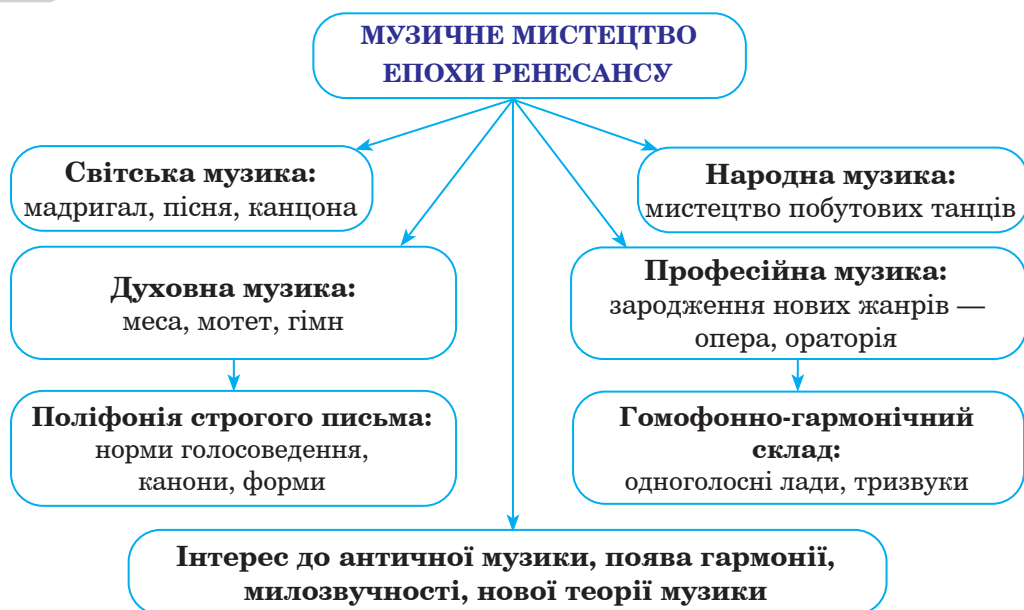 МУЗИЧНЕ МИСТЕЦТВО
ЕПОХИ РЕНЕСАНСУ
Світська музика:
мадригал, пісня, канцона
Народна музика:
мистецтво побутових танців
Духовна музика:
меса, мотет, гімн
Професійна музика:
зародження нових жанрів —
опера, ораторія
Поліфонія строгого письма:
норми голосоведення,
канони, форми
Гомофонно-гармонічний
склад:
одноголосні лади, тризвуки
Інтерес до античної музики, поява гармонії,
милозвучності, нової теорії музики